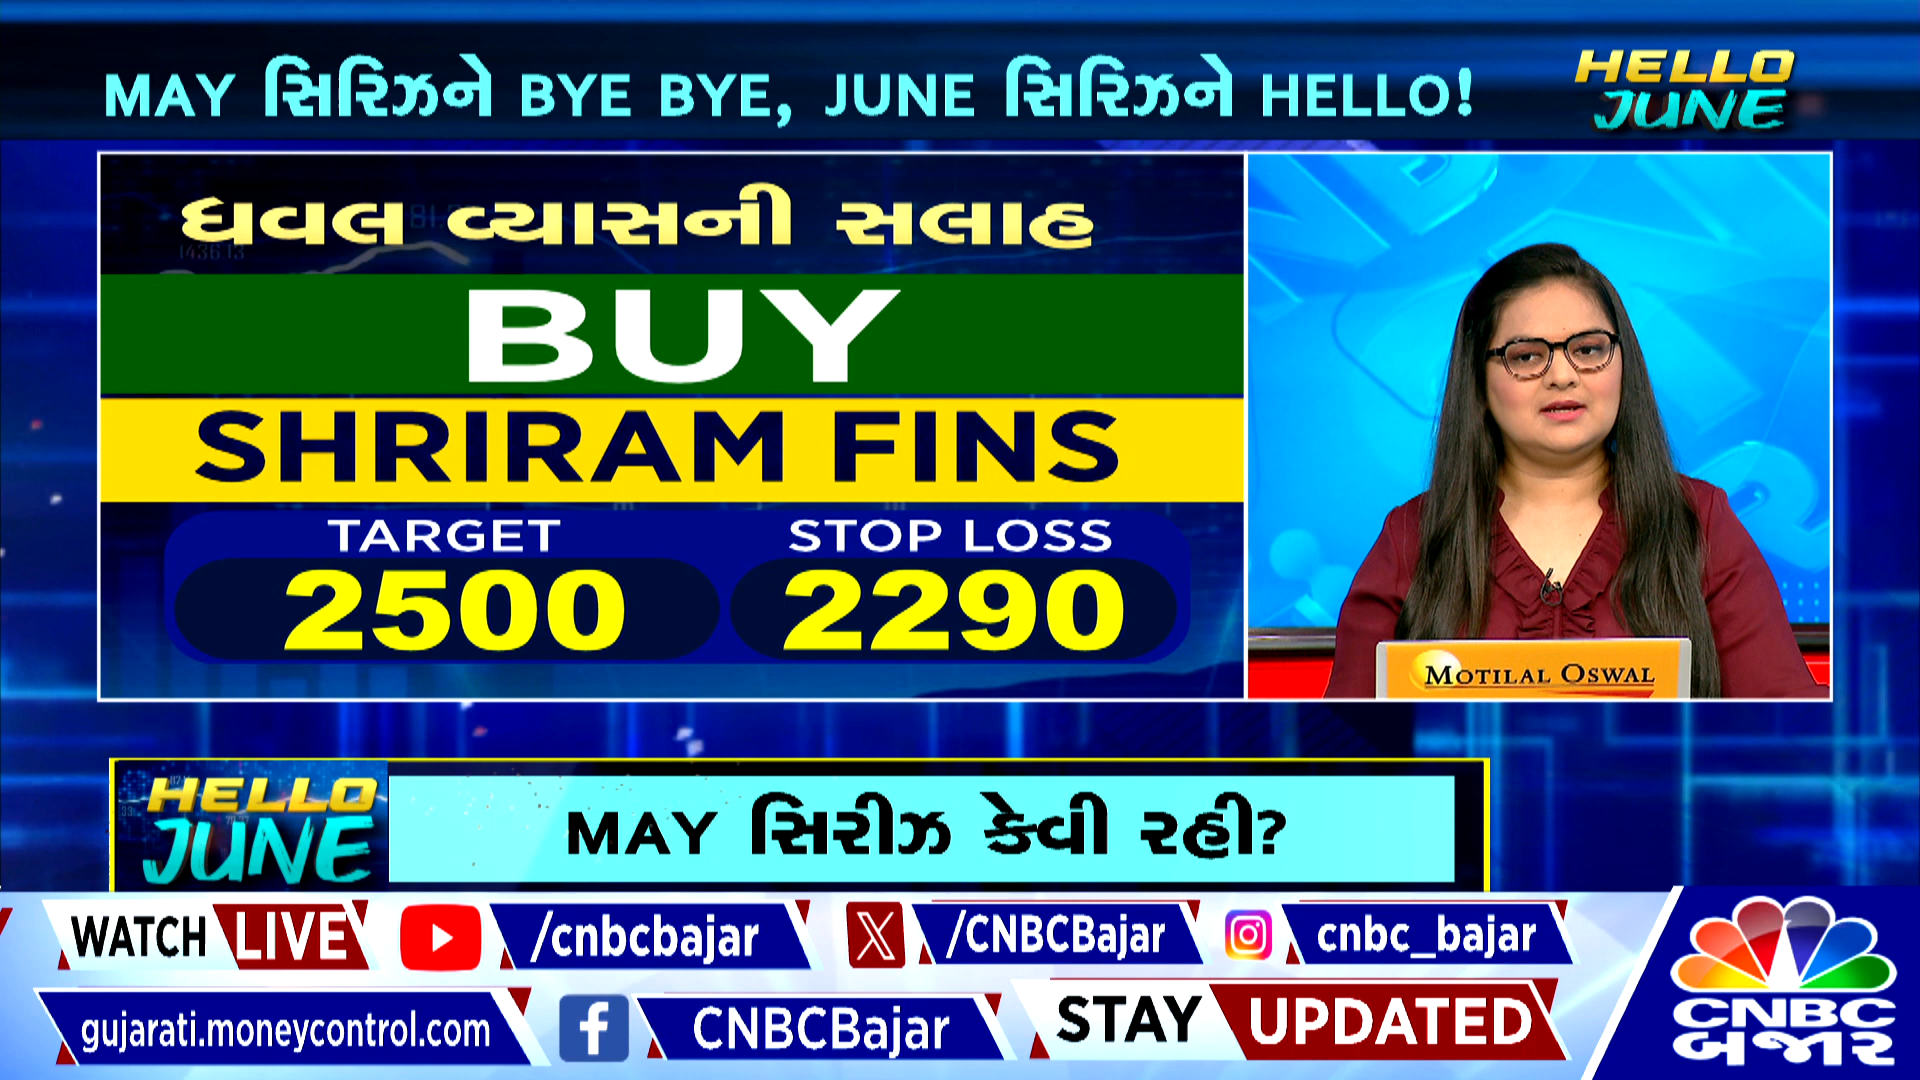 MAY સિરિઝને BYE BYE, JUNE સિરિઝને HELLO!
HELLO
JUNE
ધવલ વ્યાસની સલાહ
BUY
SHRIRAM FINS
TARGET
2500
STOP LOSS
2290
MOTILAL OSWAL
HELLO
JUNE
MAY સિરીઝ કેવી રહી?
WATCH LIVE /cnbcbajar /CNBCBajar cnbc_bajar
gujarati.moneycontrol.com CNBCBajar STAY UPDATED
CNBC
બજાર